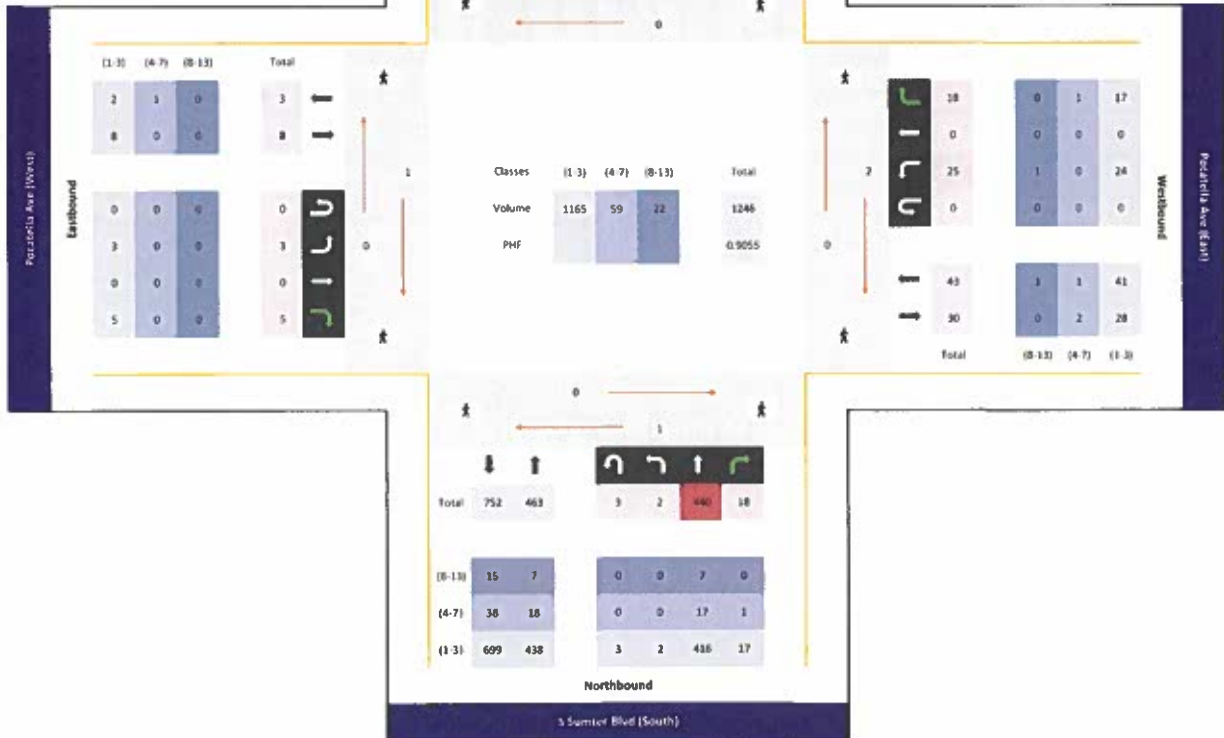 0
(1-3) (4-7) (8-13) Total
2 1 0 3
8 0 0 8
0 0 0 0
3 0 0 3
0 0 0 0
5 0 0 5
Eastbound
Pocatella Ave (West)
1
0
Classes (1-3) (4-7) (8-13) Total
Volume 1165 59 22 1246
PHF 0.9055
2
0
18 0 1 17
0 0 0 0
25 1 0 24
0 0 0 0
43 1 1 41
30 0 2 28
Total (8-13) (4-7) (1-3)
Westbound
Pocatella Ave (East)
0
1
Total 752 463 3 2 440 18
(8-13) 15 7 0 0 7 0
(4-7) 38 18 0 0 17 1
(1-3) 699 438 3 2 416 17
Northbound
S Sumter Blvd (South)